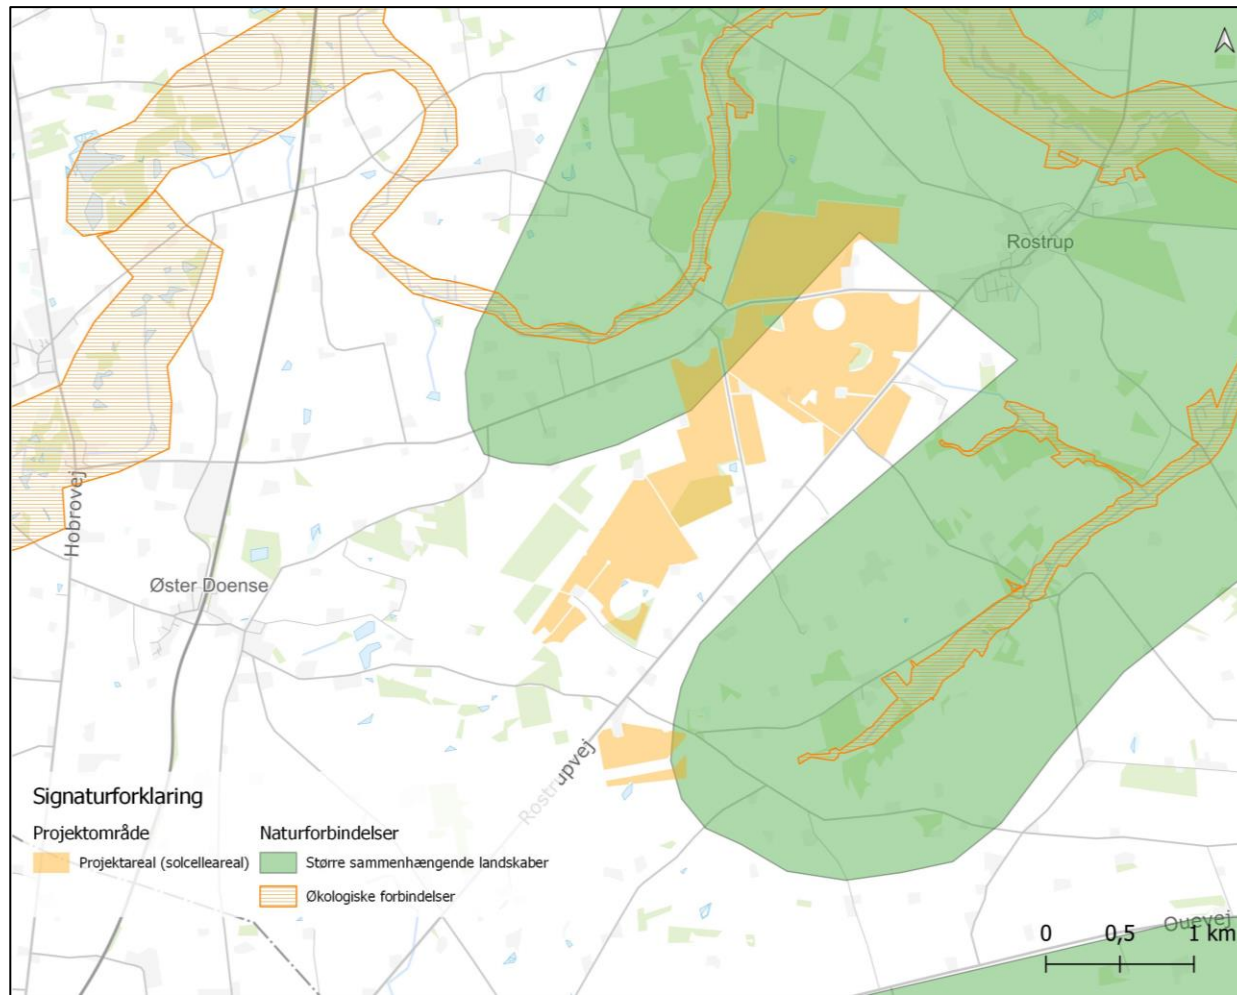 Rostrup
Hobrovej
Øster Doense
Rostrupvej
Signaturforklaring
Projektområde
Projektareal (solcelleareal)
Naturforbindelser
Større sammenhængende landskaber
Økologiske forbindelser
Ouevej
0 0,5 1 km